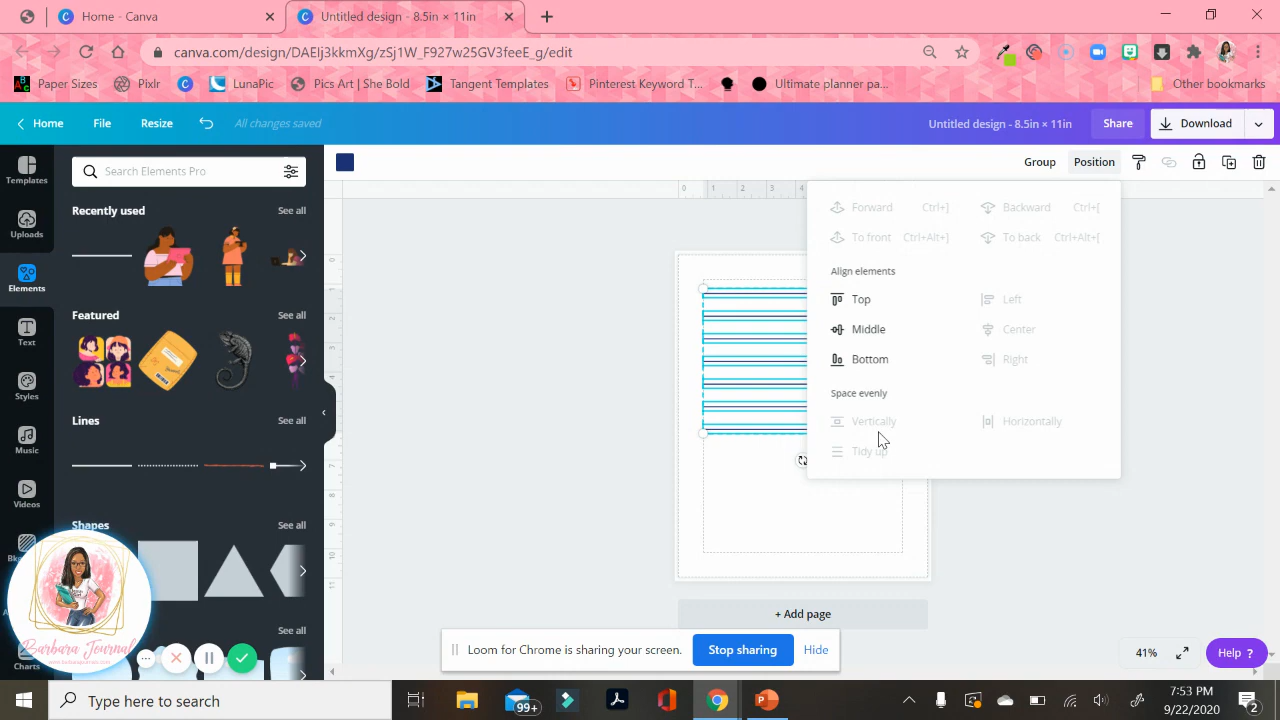 Home - Canva
Untitled design - 8.5in × 11in
canva.com/design/DAEIj3kkmXg/zSj1W_F927w25GV3feeE_g/edit
Paper Sizes
Pixlr
LunaPic
Pics Art | She Bold
Tangent Templates
Pinterest Keyword T...
Ultimate planner pa...
Other bookmarks
Home
File
Resize
All changes saved
Untitled design - 8.5in × 11in
Share
Download
Templates
Uploads
Elements
Text
Styles
Music
Videos
Charts
Search Elements Pro
Recently used
See all
Featured
See all
Lines
See all
Shapes
See all
See all
Group
Position
0 1 2 3 4
Forward Ctrl+]
Backward Ctrl+[
To front Ctrl+Alt+]
To back Ctrl+Alt+[
Align elements
Top
Left
Middle
Center
Bottom
Right
Space evenly
Vertically
Horizontally
Tidy up
+ Add page
Barbara Journal
Loom for Chrome is sharing your screen.
Stop sharing
Hide
41%
Help ?
Type here to search
99+
7:53 PM
9/22/2020
2